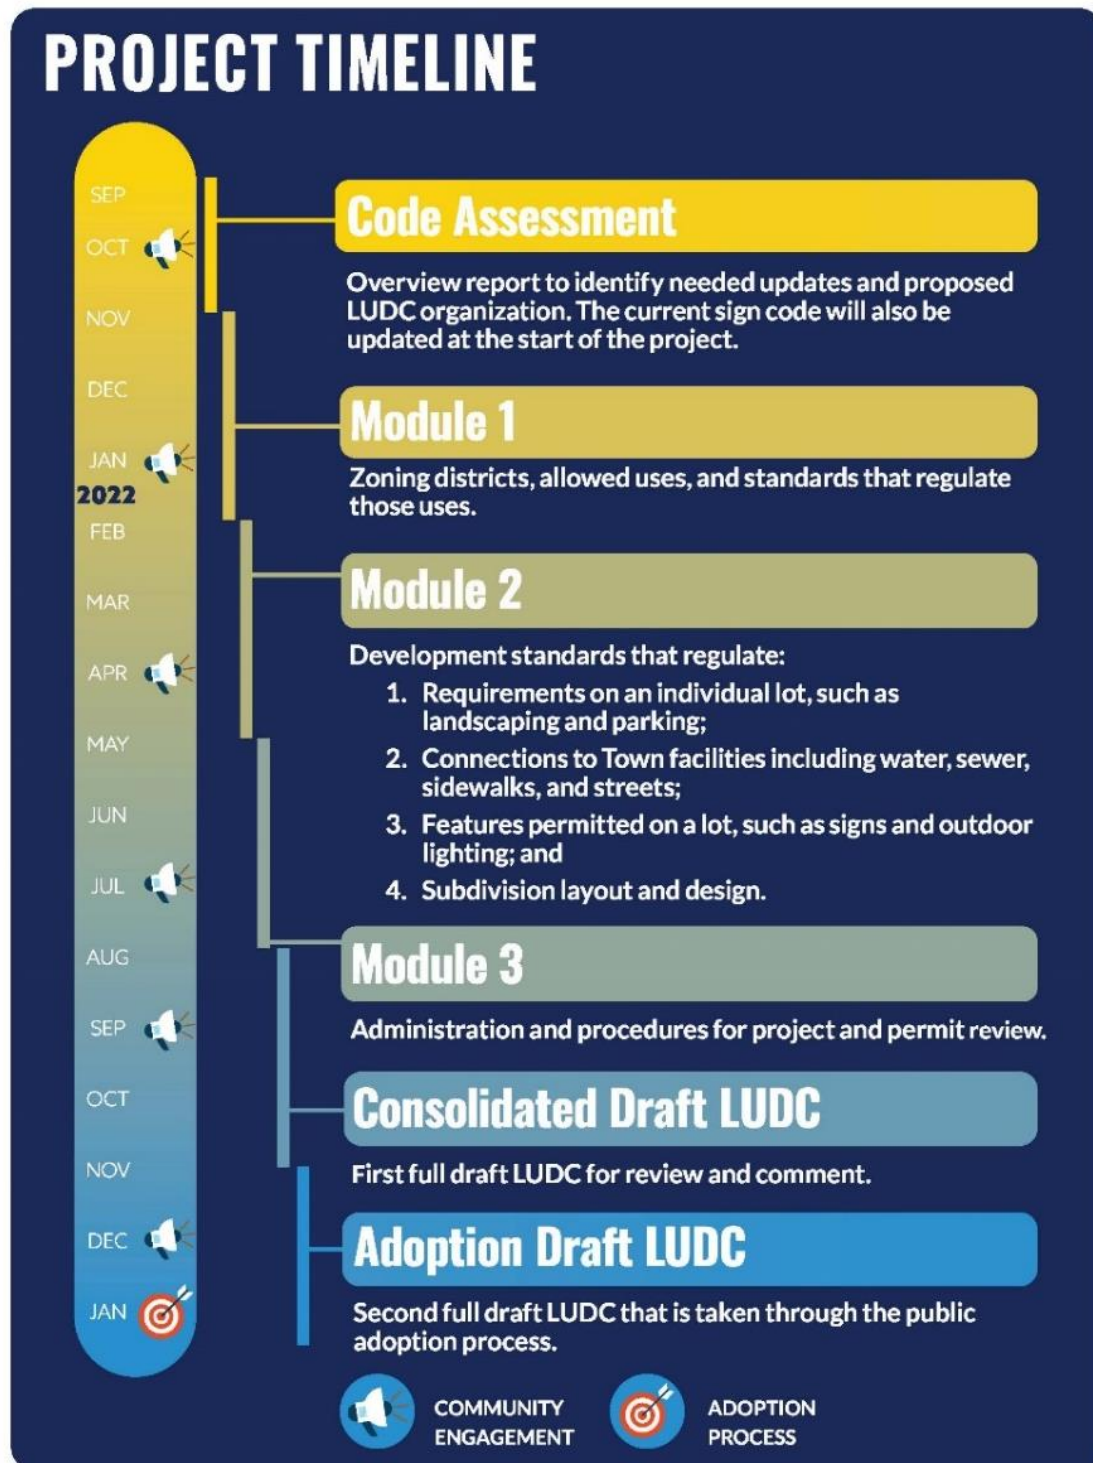 PROJECT TIMELINE
SEP
OCT
NOV
DEC
JAN
2022
FEB
MAR
APR
MAY
JUN
JUL
AUG
SEP
OCT
NOV
DEC
JAN
Code Assessment
Overview report to identify needed updates and proposed
LUDC organization. The current sign code will also be
updated at the start of the project.
Module 1
Zoning districts, allowed uses, and standards that regulate
those uses.
Module 2
Development standards that regulate:
1. Requirements on an individual lot, such as
landscaping and parking;
2. Connections to Town facilities including water, sewer,
sidewalks, and streets;
3. Features permitted on a lot, such as signs and outdoor
lighting; and
4. Subdivision layout and design.
Module 3
Administration and procedures for project and permit review.
Consolidated Draft LUDC
First full draft LUDC for review and comment.
Adoption Draft LUDC
Second full draft LUDC that is taken through the public
adoption process.
COMMUNITY
ENGAGEMENT
ADOPTION
PROCESS